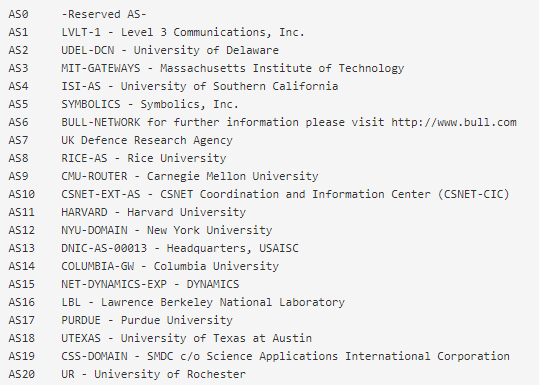 AS0 -Reserved AS-
AS1 LVLT-1 - Level 3 Communications, Inc.
AS2 UDEL-DCN - University of Delaware
AS3 MIT-GATEWAYS - Massachusetts Institute of Technology
AS4 ISI-AS - University of Southern California
AS5 SYMBOLICS - Symbolics, Inc.
AS6 BULL-NETWORK for further information please visit http://www.bull.com
AS7 UK Defence Research Agency
AS8 RICE-AS - Rice University
AS9 CMU-ROUTER - Carnegie Mellon University
AS10 CSNET-EXT-AS - CSNET Coordination and Information Center (CSNET-CIC)
AS11 HARVARD - Harvard University
AS12 NYU-DOMAIN - New York University
AS13 DNIC-AS-00013 - Headquarters, USAISC
AS14 COLUMBIA-GW - Columbia University
AS15 NET-DYNAMICS-EXP - DYNAMICS
AS16 LBL - Lawrence Berkeley National Laboratory
AS17 PURDUE - Purdue University
AS18 UTEXAS - University of Texas at Austin
AS19 CSS-DOMAIN - SMDC c/o Science Applications International Corporation
AS20 UR - University of Rochester